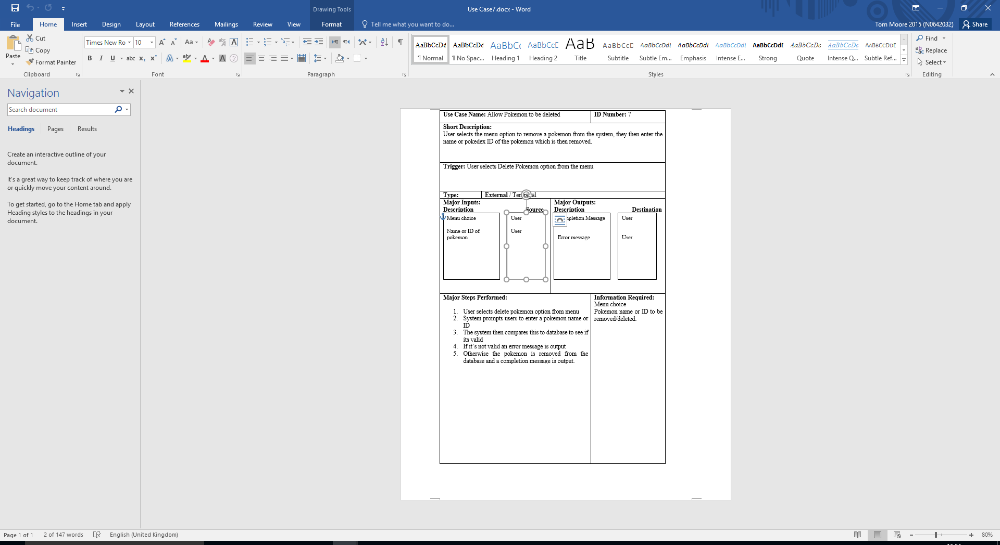 Drawing Tools
Use Case7.docx - Word
File
Home
Insert
Design
Layout
References
Mailings
Review
View
Format
Tell me what you want to do...
Tom Moore 2015 (N0642032)
Share
Paste
Cut
Copy
Format Painter
Clipboard
Times New Ro
10
Font
Paragraph
AaBbCcDc
¶ Normal
AaBbCcDc
¶ No Spac...
AaBbCc
Heading 1
AaBbCcD
Heading 2
AaB
Title
AaBbCcD
Subtitle
AaBbCcDdE
Subtle Em...
AaBbCcDdE
Emphasis
AaBbCcDdE
Intense E...
AaBbCcDdE
Strong
AaBbCcDc
Quote
AaBbCcDc
Intense Q...
AABBCCDDE
Subtle Ref...
Styles
Find
Replace
Select
Editing
Navigation
Search document
Headings
Pages
Results
Create an interactive outline of your
document.
It's a great way to keep track of where you are
or quickly move your content around.
To get started, go to the Home tab and apply
Heading styles to the headings in your
document.
Use Case Name: Allow Pokemon to be deleted
ID Number: 7
Short Description:
User selects the menu option to remove a pokemon from the system, they then enter the
name or pokedex ID of the pokemon which is then removed.
Trigger: User selects Delete Pokemon option from the menu
Type:
External / Temporal
Major Inputs:
Description
Source
Menu choice
Name or ID of
pokemon
User
User
Major Outputs:
Description
Destination
pletion Message
Error message
User
User
Major Steps Performed:
1. User selects delete pokemon option from menu
2. System prompts users to enter a pokemon name or
ID
3. The system then compares this to database to see if
its valid
4. If it's not valid an error message is output
5. Otherwise the pokemon is removed from the
database and a completion message is output.
Information Required:
Menu choice
Pokemon name or ID to be
removed/deleted.
Page 1 of 1
2 of 147 words
English (United Kingdom)
80%